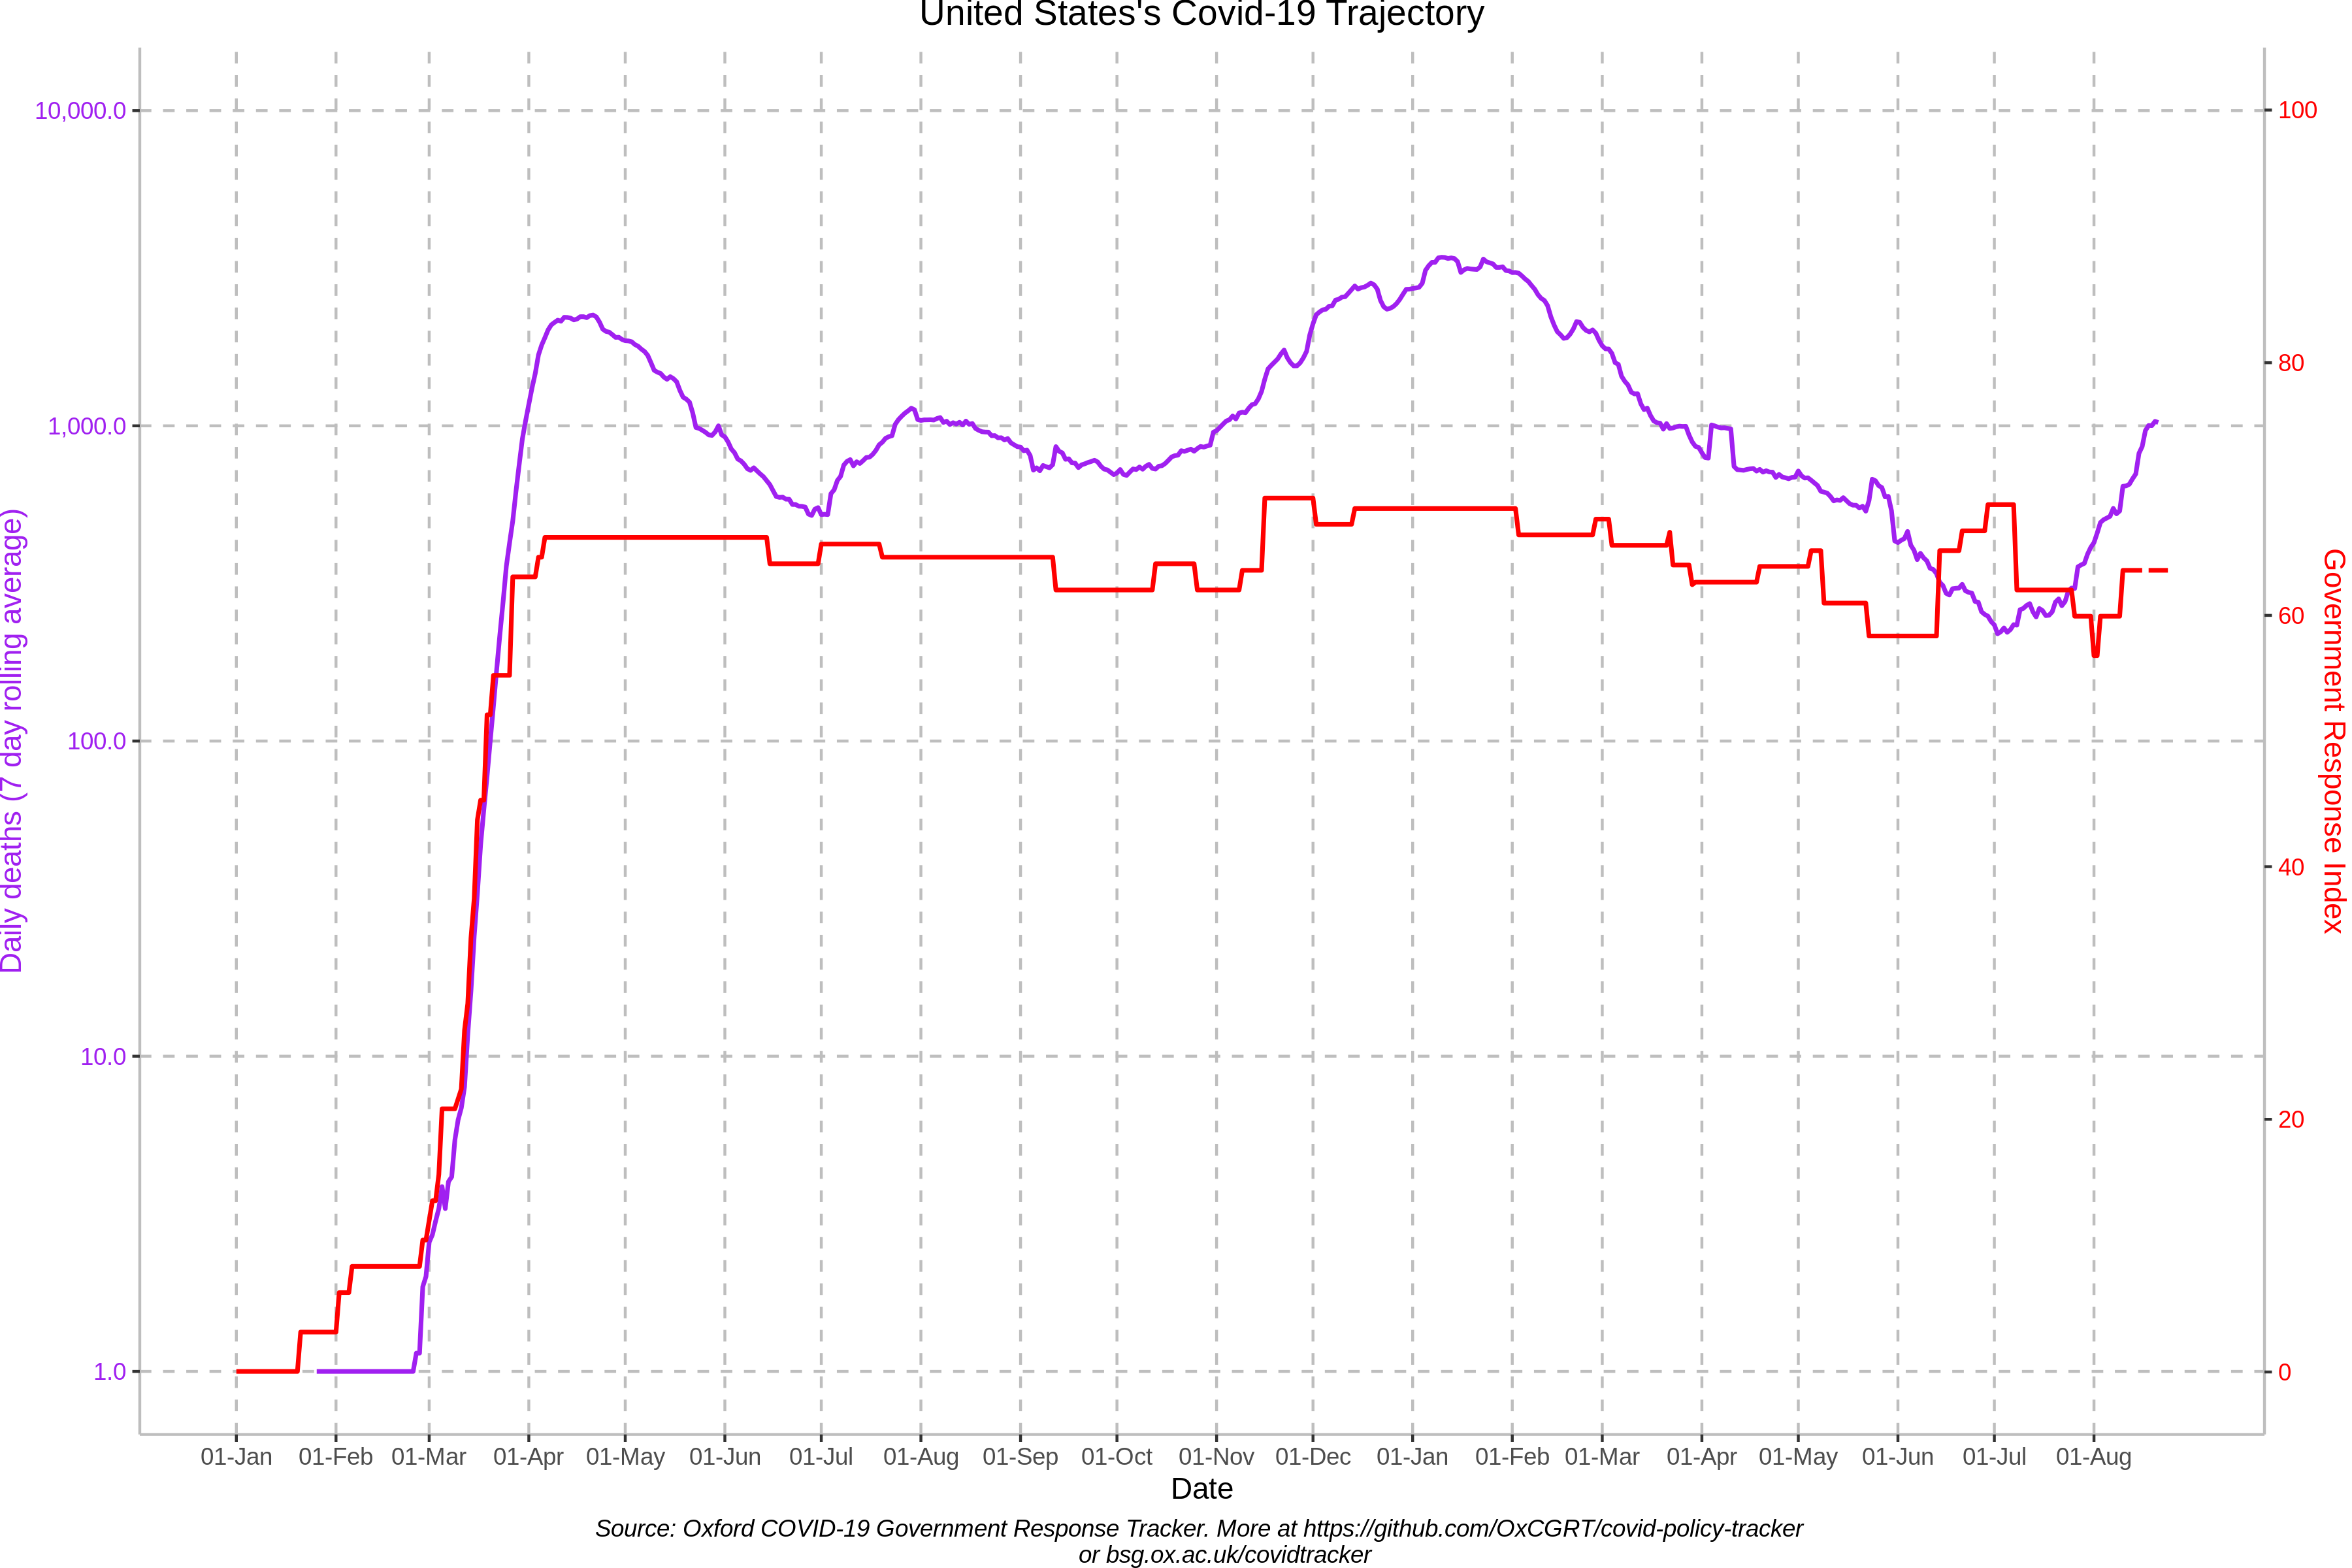 United States's Covid-19 Trajectory
10,000.0
1,000.0
100.0
10.0
1.0
Daily deaths (7 day rolling average)
100
80
60
40
20
0
Government Response Index
01-Jan 01-Feb 01-Mar 01-Apr 01-May 01-Jun 01-Jul 01-Aug 01-Sep 01-Oct 01-Nov 01-Dec 01-Jan 01-Feb 01-Mar 01-Apr 01-May 01-Jun 01-Jul 01-Aug
Date
Source: Oxford COVID-19 Government Response Tracker. More at https://github.com/OxCGRT/covid-policy-tracker
or bsg.ox.ac.uk/covidtracker